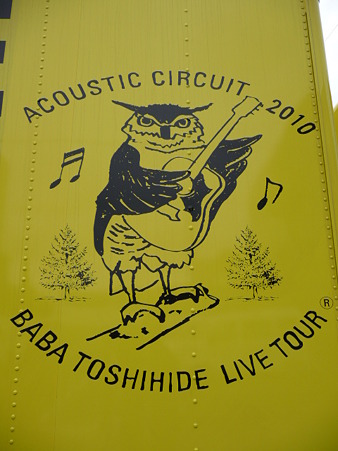 ACOUSTIC CIRCUIT 2010
BABA TOSHIHIDE LIVE TOUR ®